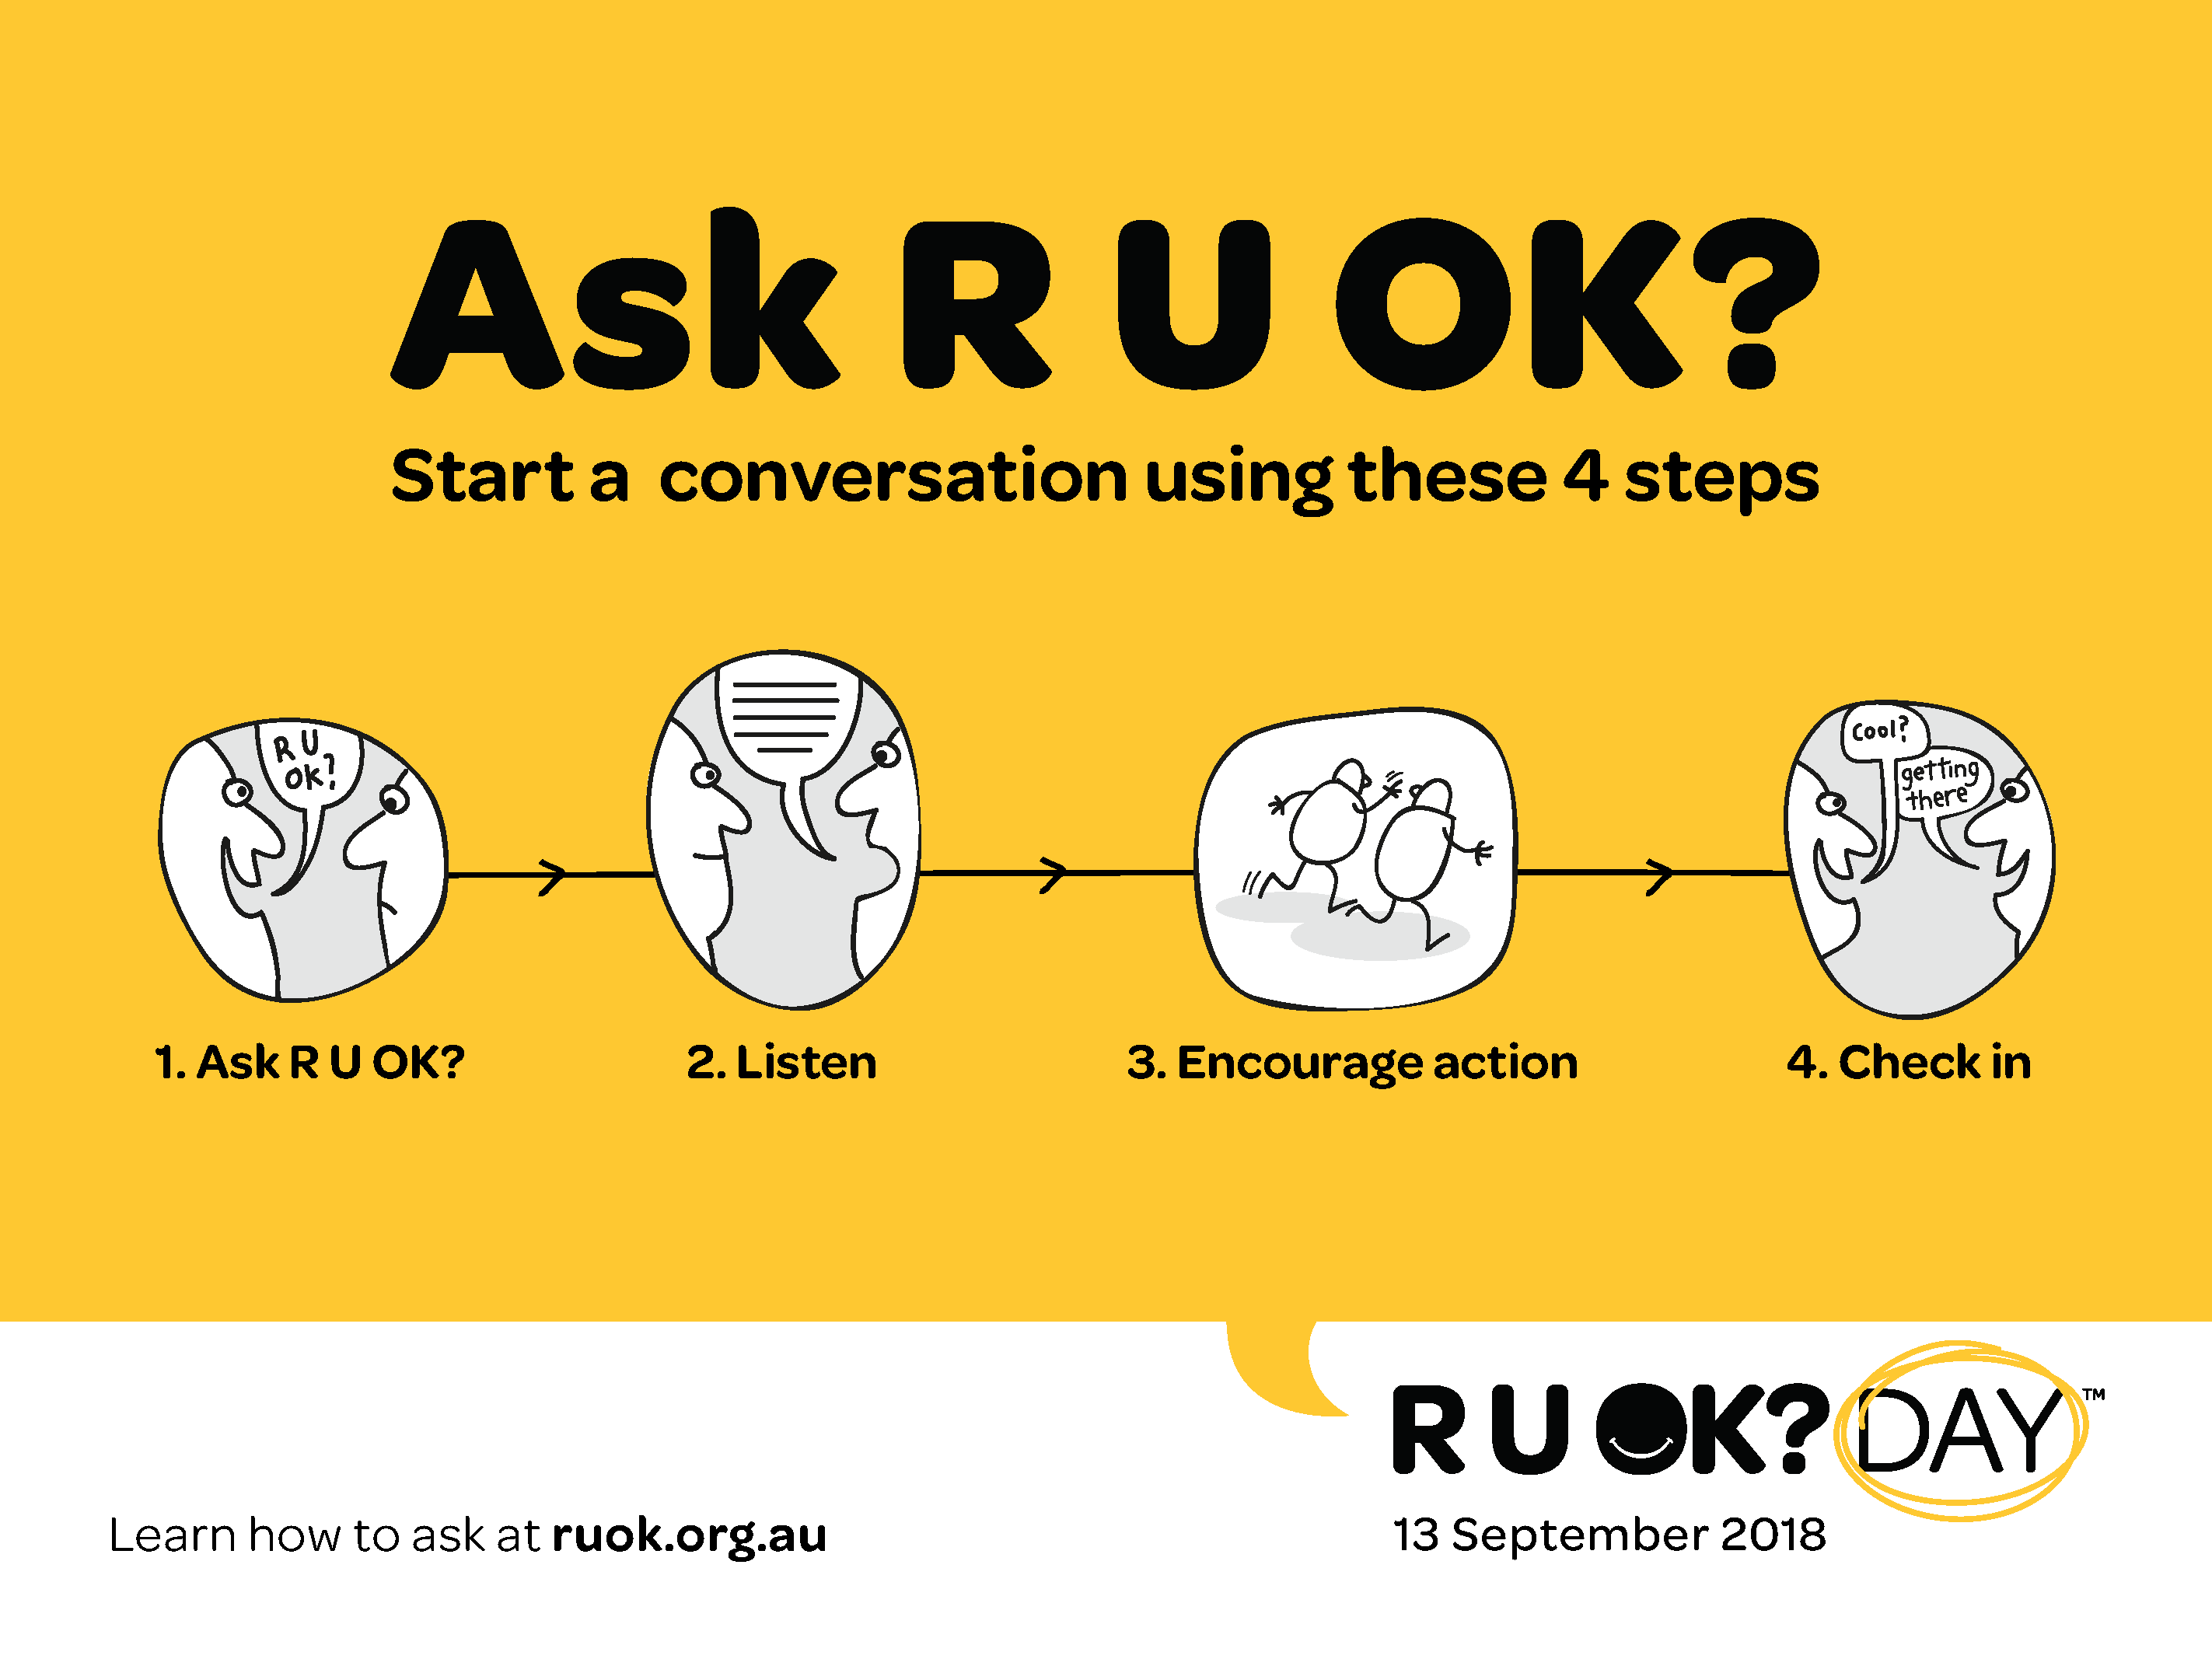 Ask R U OK?
Start a conversation using these 4 steps
R U
OK?
Cool?
getting
there
1. Ask R U OK?
2. Listen
3. Encourage action
4. Check in
R U OK? DAY™
Learn how to ask at ruok.org.au
13 September 2018